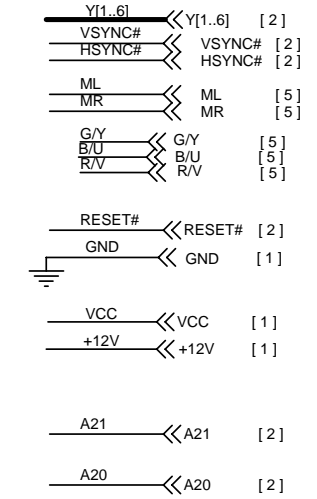 Y[1..6] Y[1..6] [ 2 ]
VSYNC# VSYNC# [ 2 ]
HSYNC# HSYNC# [ 2 ]
ML ML [ 5 ]
MR MR [ 5 ]
G/Y G/Y [ 5 ]
B/U B/U [ 5 ]
R/V R/V [ 5 ]
RESET# RESET# [ 2 ]
GND GND [ 1 ]
VCC VCC [ 1 ]
+12V +12V [ 1 ]
A21 A21 [ 2 ]
A20 A20 [ 2 ]